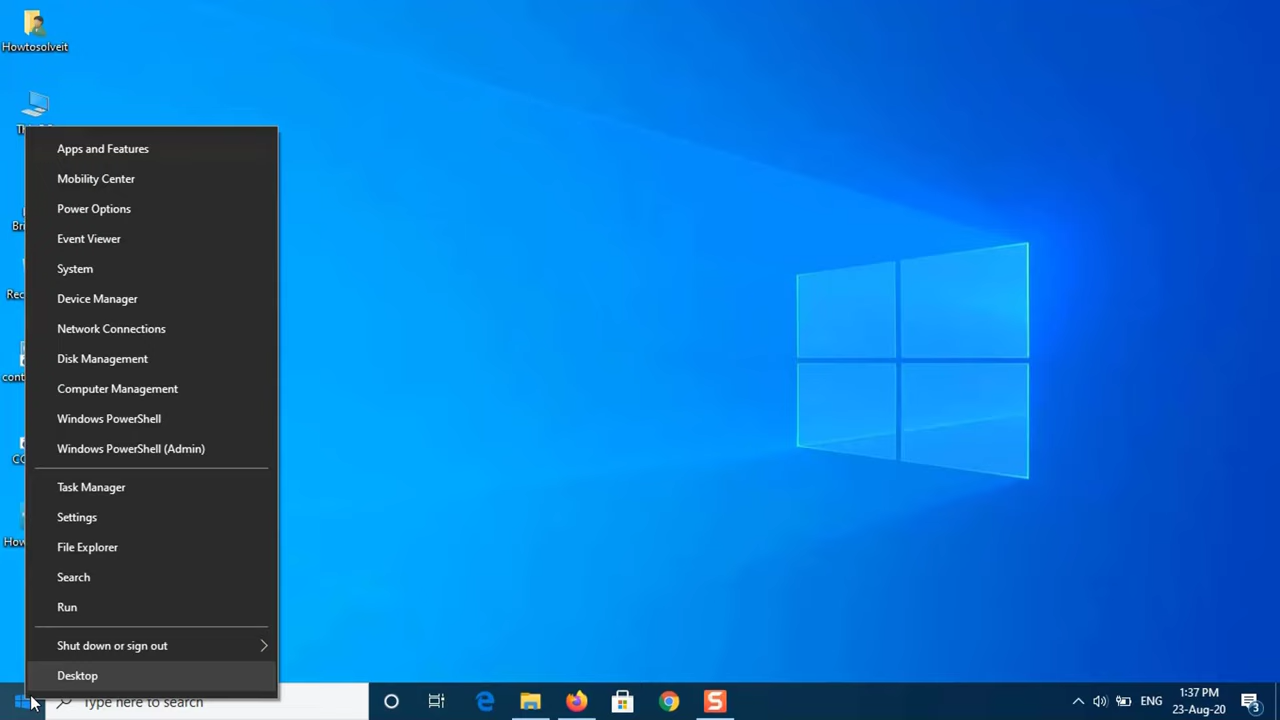 Howtosolveit
Apps and Features
Mobility Center
Power Options
Event Viewer
System
Device Manager
Network Connections
Disk Management
Computer Management
Windows PowerShell
Windows PowerShell (Admin)
Task Manager
Settings
File Explorer
Search
Run
Shut down or sign out
Desktop
Type here to search
ENG
1:37 PM
23-Aug-20
3